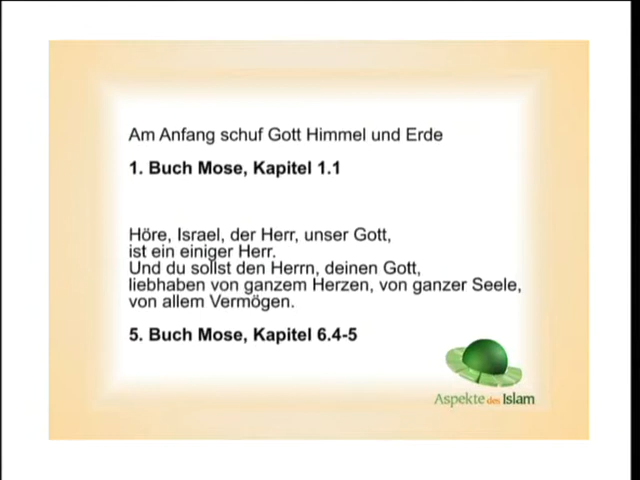 Am Anfang schuf Gott Himmel und Erde
1. Buch Mose, Kapitel 1.1
Höre, Israel, der Herr, unser Gott,
ist ein einiger Herr.
Und du sollst den Herrn, deinen Gott,
liebhaben von ganzem Herzen, von ganzer Seele,
von allem Vermögen.
5. Buch Mose, Kapitel 6.4-5
Aspekte des Islam